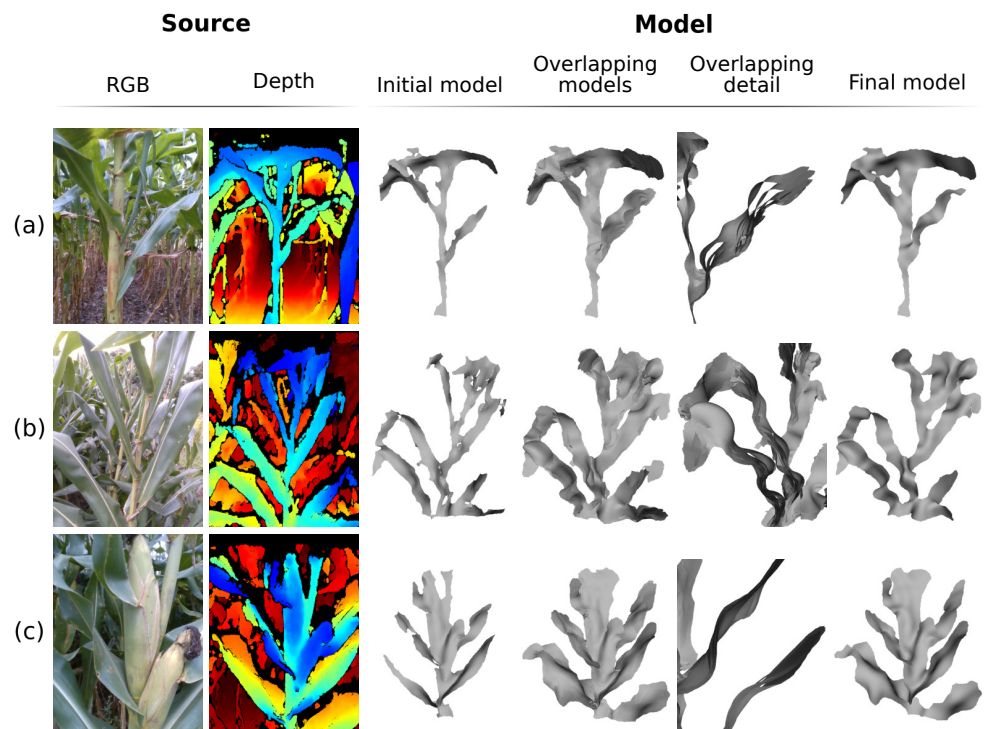 Source
Model
RGB
Depth
Initial model
Overlapping
models
Overlapping
detail
Final model
(a)
(b)
(c)